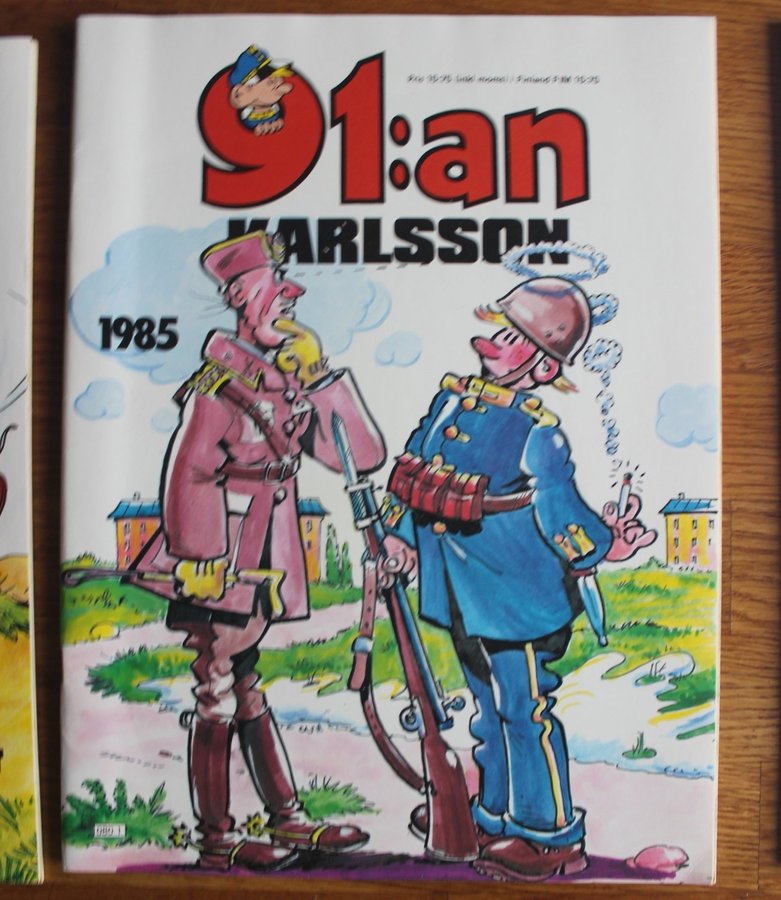 Pris 15:75 (inkl moms) / Finland FIM 15:75
91:an
KARLSSON
1985